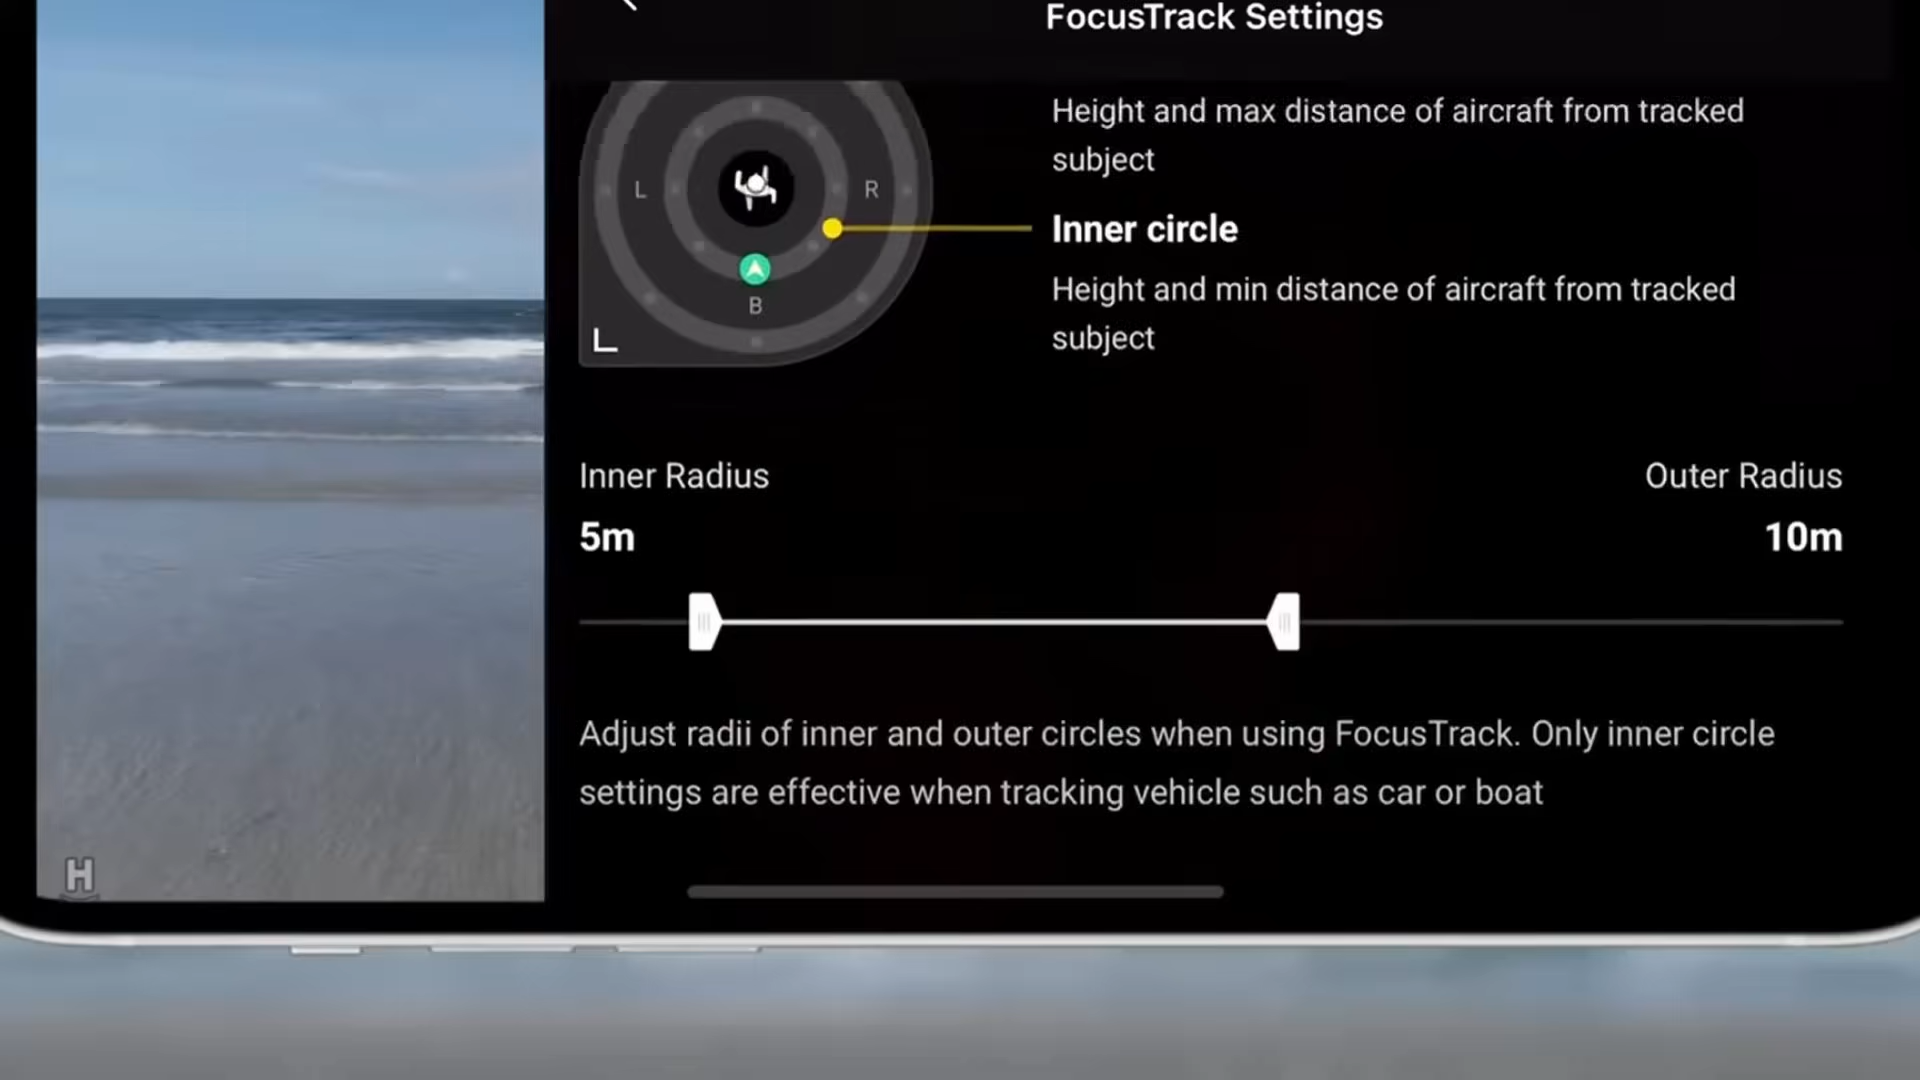 FocusTrack Settings
Height and max distance of aircraft from tracked
subject
L
R
Inner circle
B
Height and min distance of aircraft from tracked
subject
Inner Radius
Outer Radius
5m
10m
Adjust radii of inner and outer circles when using FocusTrack. Only inner circle
settings are effective when tracking vehicle such as car or boat
H